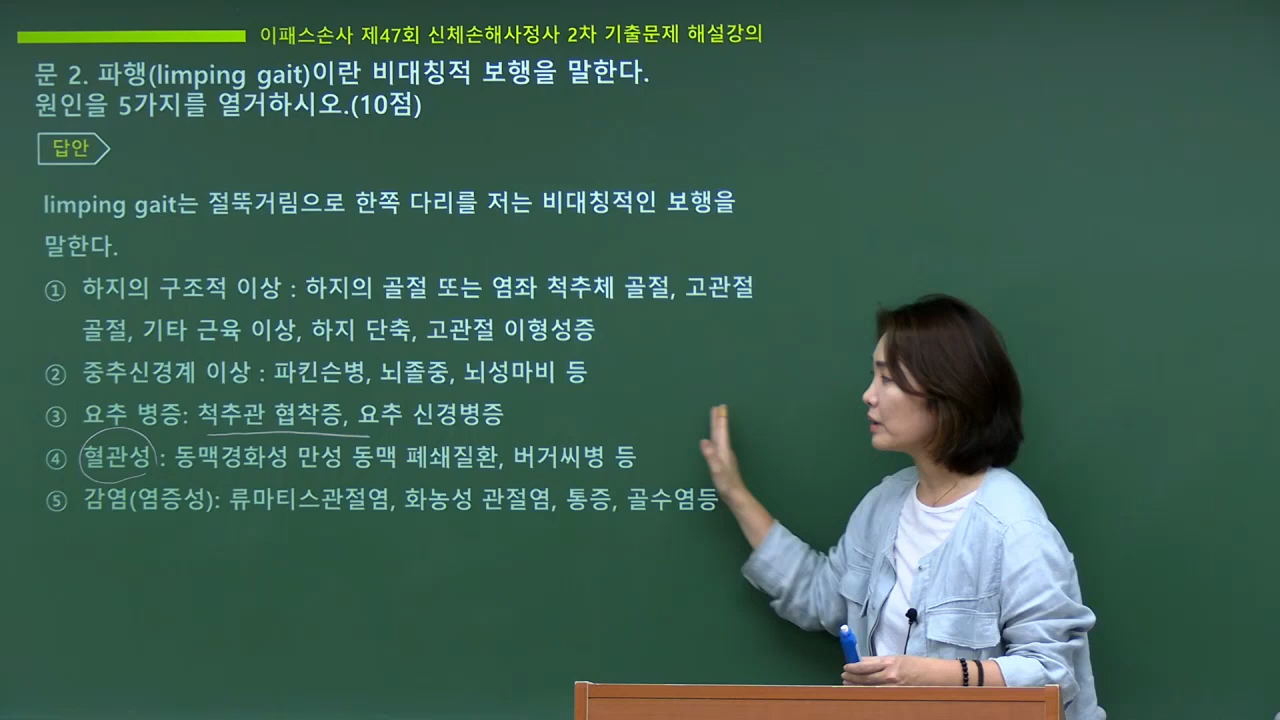 이패스손사 제47회 신체손해사정사 2차 기출문제 해설강의
문 2. 파행(limping gait)이란 비대칭적 보행을 말한다.
원인을 5가지를 열거하시오.(10점)
답안
limping gait는 절뚝거림으로 한쪽 다리를 저는 비대칭적인 보행을
말한다.
① 하지의 구조적 이상 : 하지의 골절 또는 염좌 척추체 골절, 고관절
골절, 기타 근육 이상, 하지 단축, 고관절 이형성증
② 중추신경계 이상 : 파킨슨병, 뇌졸중, 뇌성마비 등
③ 요추 병증: 척추관 협착증, 요추 신경병증
④ 혈관성 : 동맥경화성 만성 동맥 폐쇄질환, 버거씨병 등
⑤ 감염(염증성): 류마티스관절염, 화농성 관절염, 통증, 골수염등